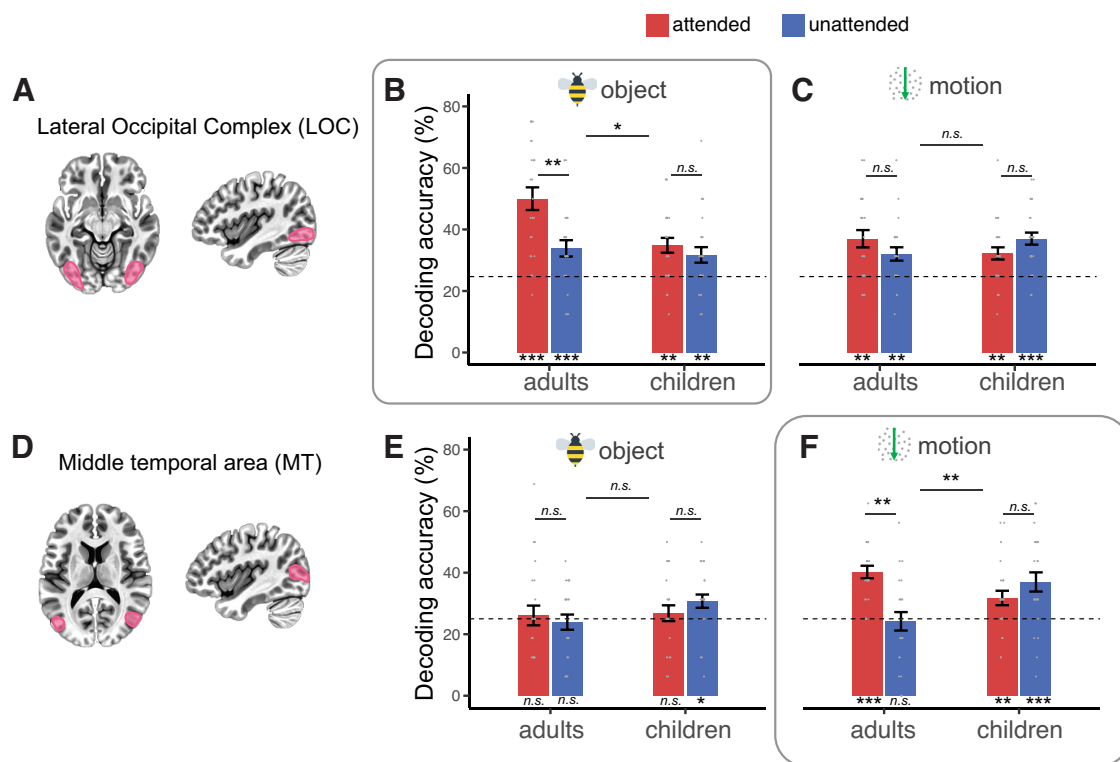 attended unattended
A
Lateral Occipital Complex (LOC)
B
object
Decoding accuracy (%)
80
60
40
20
0
*
**
n.s.
*** ***
** **
adults children
C
motion
n.s.
n.s.
n.s.
** **
** ***
adults children
D
Middle temporal area (MT)
E
object
Decoding accuracy (%)
80
60
40
20
0
n.s.
n.s.
n.s.
n.s. n.s.
n.s. *
adults children
F
motion
**
**
n.s.
*** n.s.
** ***
adults children